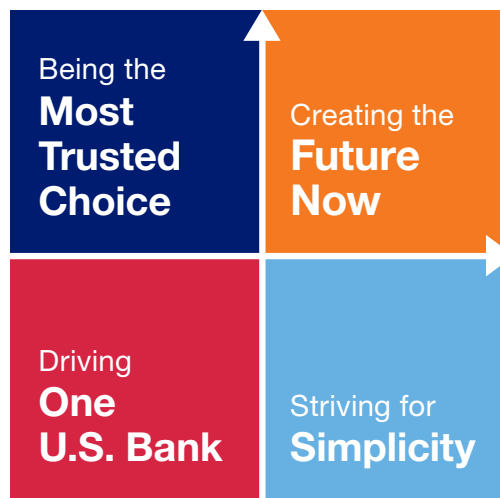 Being the
Most
Trusted
Choice
Creating the
Future
Now
Driving
One
U.S. Bank
Striving for
Simplicity